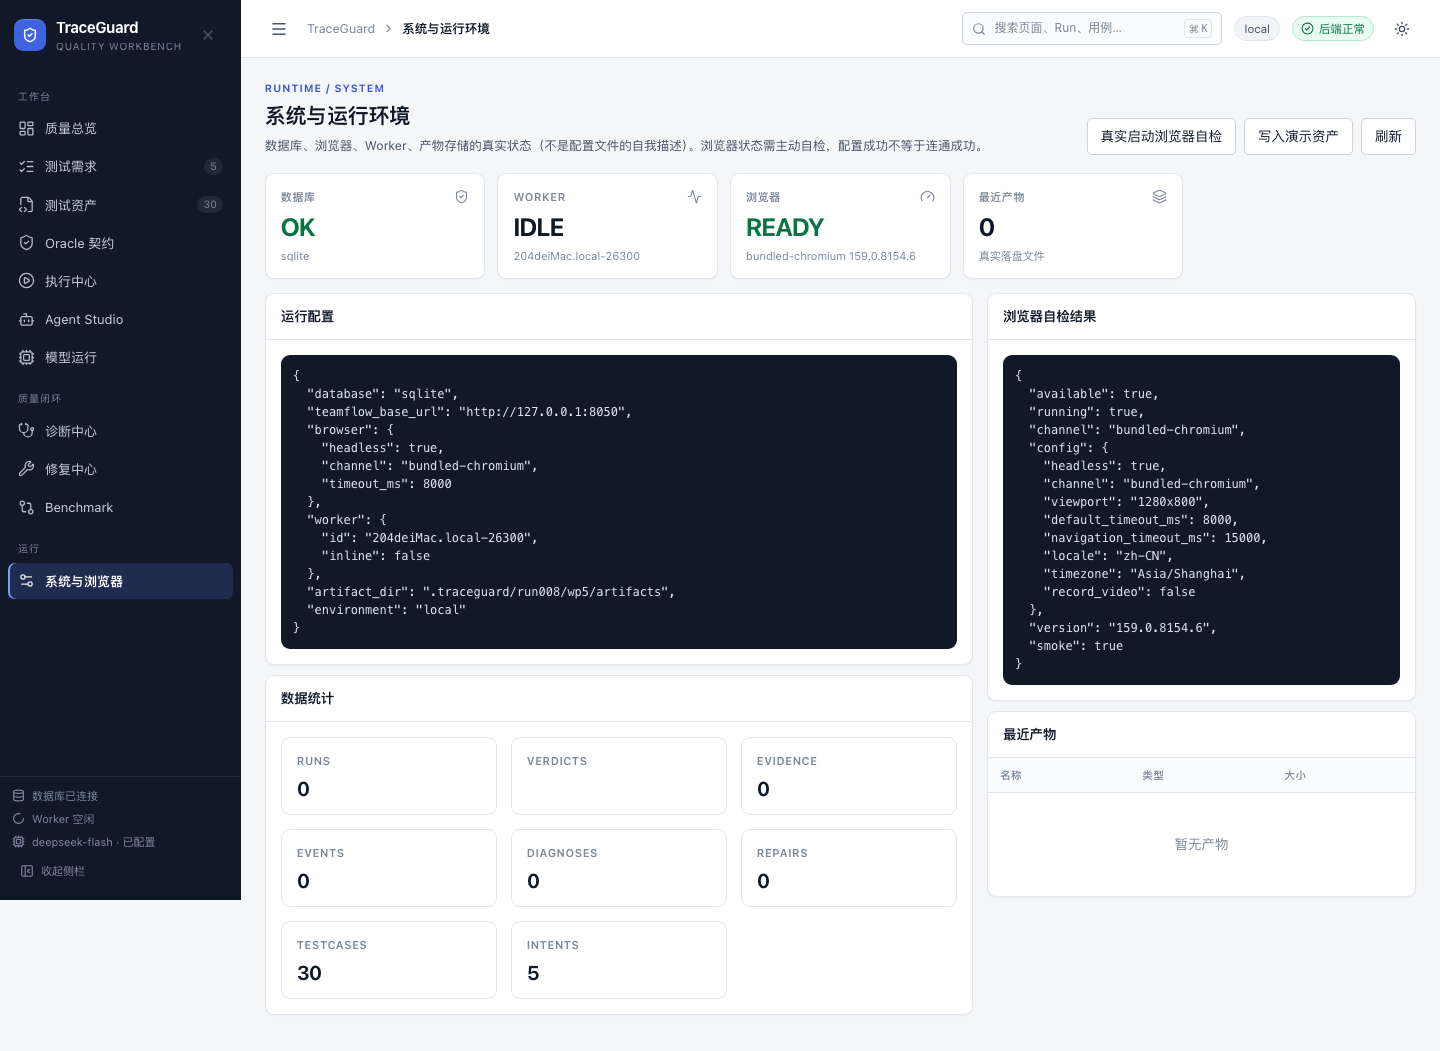 TraceGuard
QUALITY WORKBENCH
工作台
质量总览
测试需求
5
测试资产
30
Oracle 契约
执行中心
Agent Studio
模型运行
质量闭环
诊断中心
修复中心
Benchmark
运行
系统与浏览器
数据库已连接
Worker 空闲
deepseek-flash · 已配置
收起侧栏
TraceGuard > 系统与运行环境
搜索页面、Run、用例... ⌘ K
local
后端正常
RUNTIME / SYSTEM
系统与运行环境
数据库、浏览器、Worker、产物存储的真实状态（不是配置文件的自我描述）。浏览器状态需主动自检，配置成功不等于连通成功。
真实启动浏览器自检
写入演示资产
刷新
数据库
OK
sqlite
WORKER
IDLE
204deiMac.local-26300
浏览器
READY
bundled-chromium 159.0.8154.6
最近产物
0
真实落盘文件
运行配置
{
"database": "sqlite",
"teamflow_base_url": "http://127.0.0.1:8050",
"browser": {
"headless": true,
"channel": "bundled-chromium",
"timeout_ms": 8000
},
"worker": {
"id": "204deiMac.local-26300",
"inline": false
},
"artifact_dir": ".traceguard/run008/wp5/artifacts",
"environment": "local"
}
数据统计
RUNS
0
VERDICTS
EVIDENCE
0
EVENTS
0
DIAGNOSES
0
REPAIRS
0
TESTCASES
30
INTENTS
5
浏览器自检结果
{
"available": true,
"running": true,
"channel": "bundled-chromium",
"config": {
"headless": true,
"channel": "bundled-chromium",
"viewport": "1280x800",
"default_timeout_ms": 8000,
"navigation_timeout_ms": 15000,
"locale": "zh-CN",
"timezone": "Asia/Shanghai",
"record_video": false
},
"version": "159.0.8154.6",
"smoke": true
}
最近产物
名称 类型 大小
暂无产物